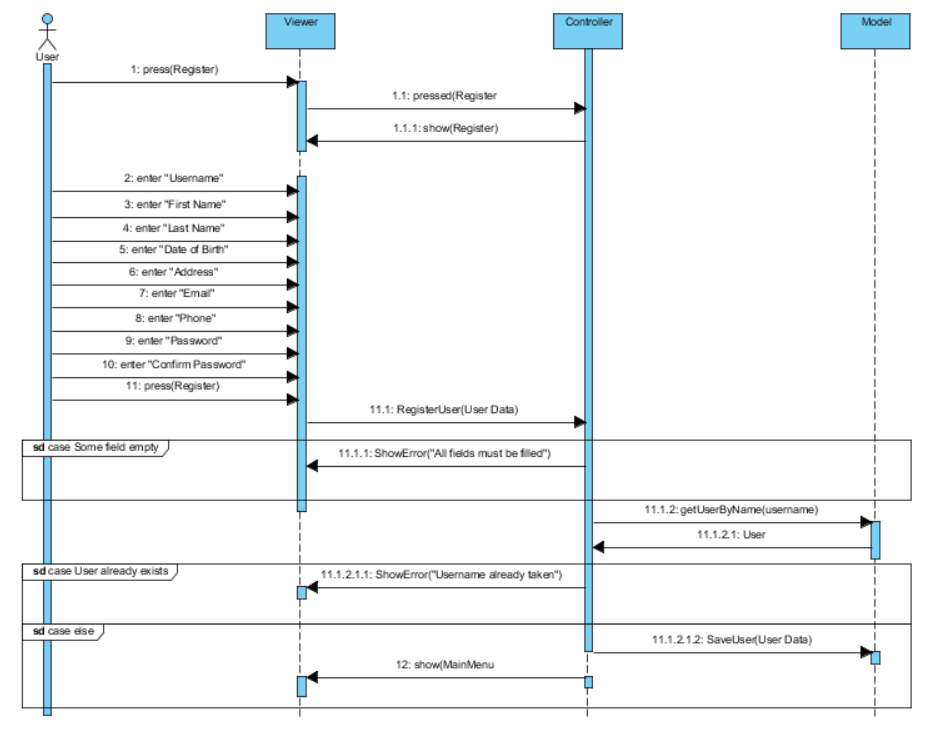 Viewer
Controller
Model
User
1: press(Register)
1.1: pressed(Register
1.1.1: show(Register)
2: enter "Username"
3: enter "First Name"
4: enter "Last Name"
5: enter "Date of Birth"
6: enter "Address"
7: enter "Email"
8: enter "Phone"
9: enter "Password"
10: enter "Confirm Password"
11: press(Register)
11.1: RegisterUser(User Data)
sd case Some field empty
11.1.1: ShowError("All fields must be filled")
11.1.2: getUserByName(username)
11.1.2.1: User
sd case User already exists
11.1.2.1.1: ShowError("Username already taken")
sd case else
11.1.2.1.2: SaveUser(User Data)
12: show(MainMenu